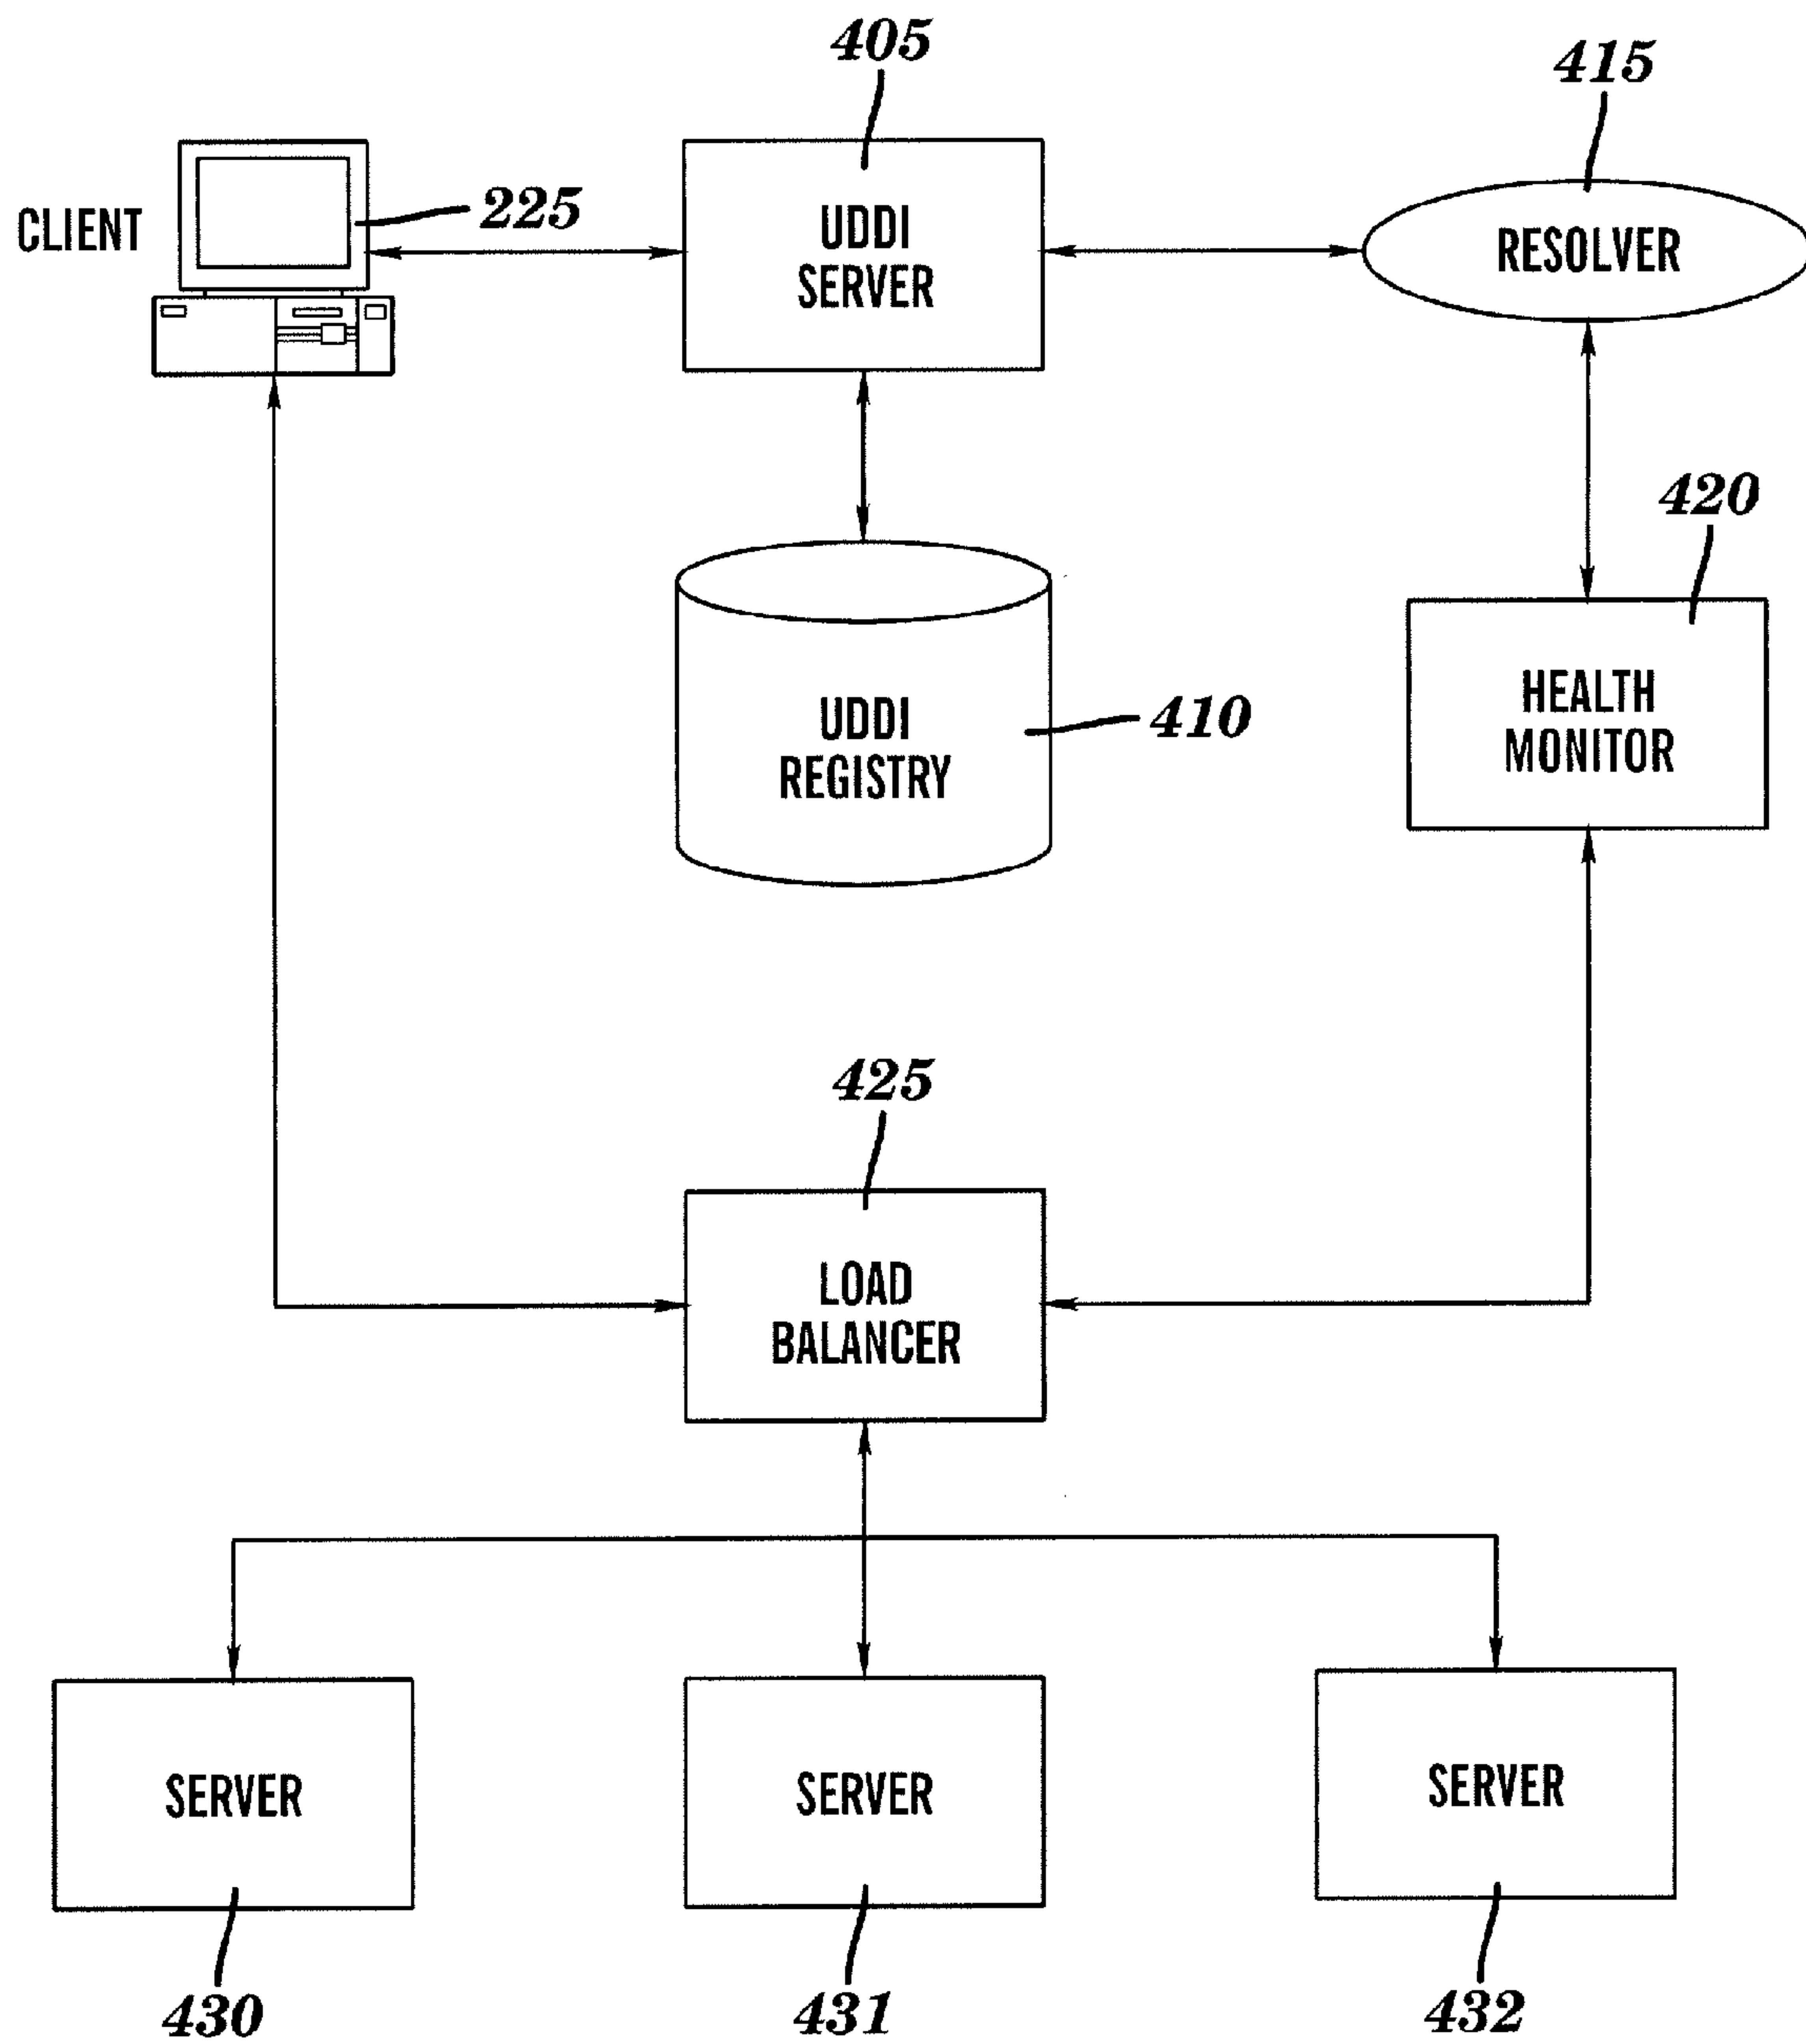 405
415
CLIENT
225
UDDI
SERVER
RESOLVER
420
UDDI
REGISTRY
410
HEALTH
MONITOR
425
LOAD
BALANCER
SERVER
SERVER
SERVER
430
431
432